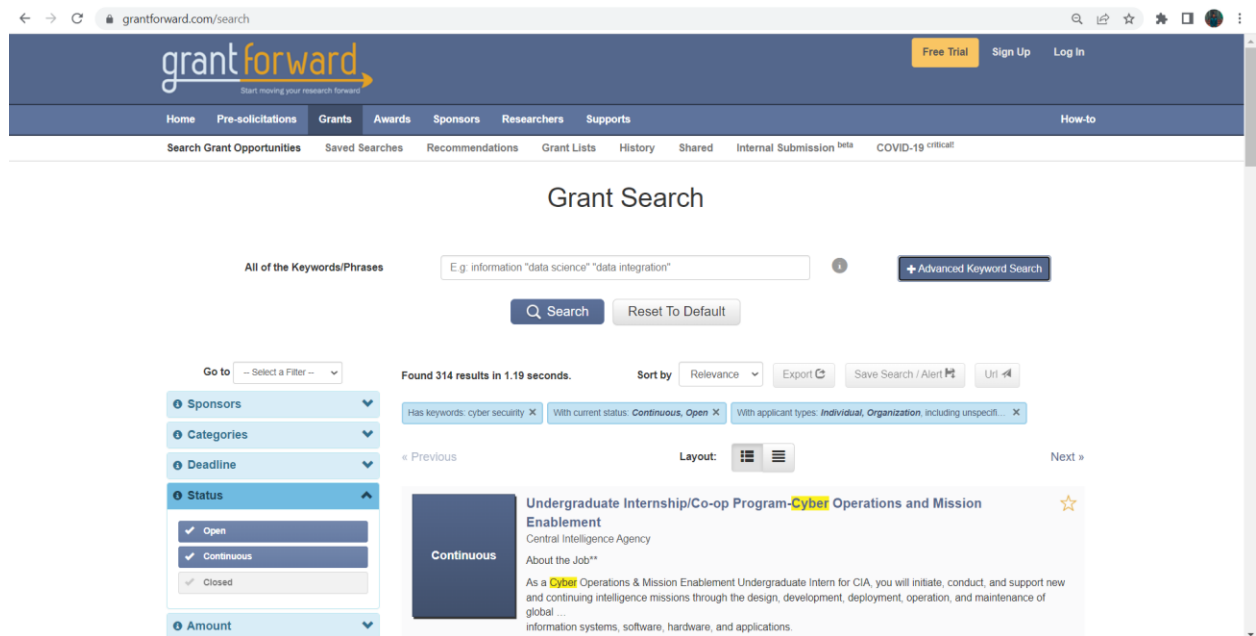 grantforward.com/search
grantforward
Start moving your research forward
Free Trial Sign Up Log In
Home Pre-solicitations Grants Awards Sponsors Researchers Supports How-to
Search Grant Opportunities Saved Searches Recommendations Grant Lists History Shared Internal Submission beta COVID-19 critical!
Grant Search
All of the Keywords/Phrases E.g: information "data science" "data integration" i + Advanced Keyword Search
Search Reset To Default
Go to -- Select a Filter --
Found 314 results in 1.19 seconds. Sort by Relevance Export Save Search / Alert Url
Sponsors
Has keywords: cyber secuirity × With current status: Continuous, Open × With applicant types: Individual, Organization, including unspecifi... ×
Categories
Deadline
« Previous Layout: Next »
Status
Open
Continuous
Closed
Amount
Continuous
Undergraduate Internship/Co-op Program-Cyber Operations and Mission
Enablement
Central Intelligence Agency
About the Job**
As a Cyber Operations & Mission Enablement Undergraduate Intern for CIA, you will initiate, conduct, and support new
and continuing intelligence missions through the design, development, deployment, operation, and maintenance of
global ...
information systems, software, hardware, and applications.